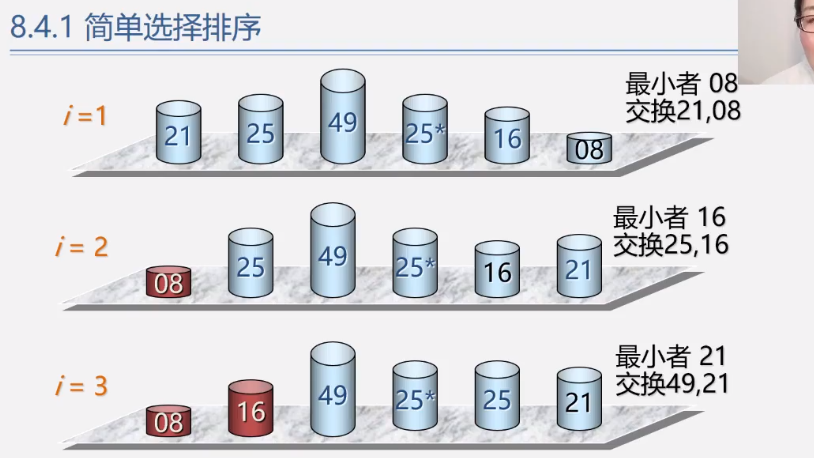 8.4.1 简单选择排序
i =1
21 25 49 25* 16 08
最小者 08
交换21,08
i = 2
08 25 49 25* 16 21
最小者 16
交换25,16
i = 3
08 16 49 25* 25 21
最小者 21
交换49,21